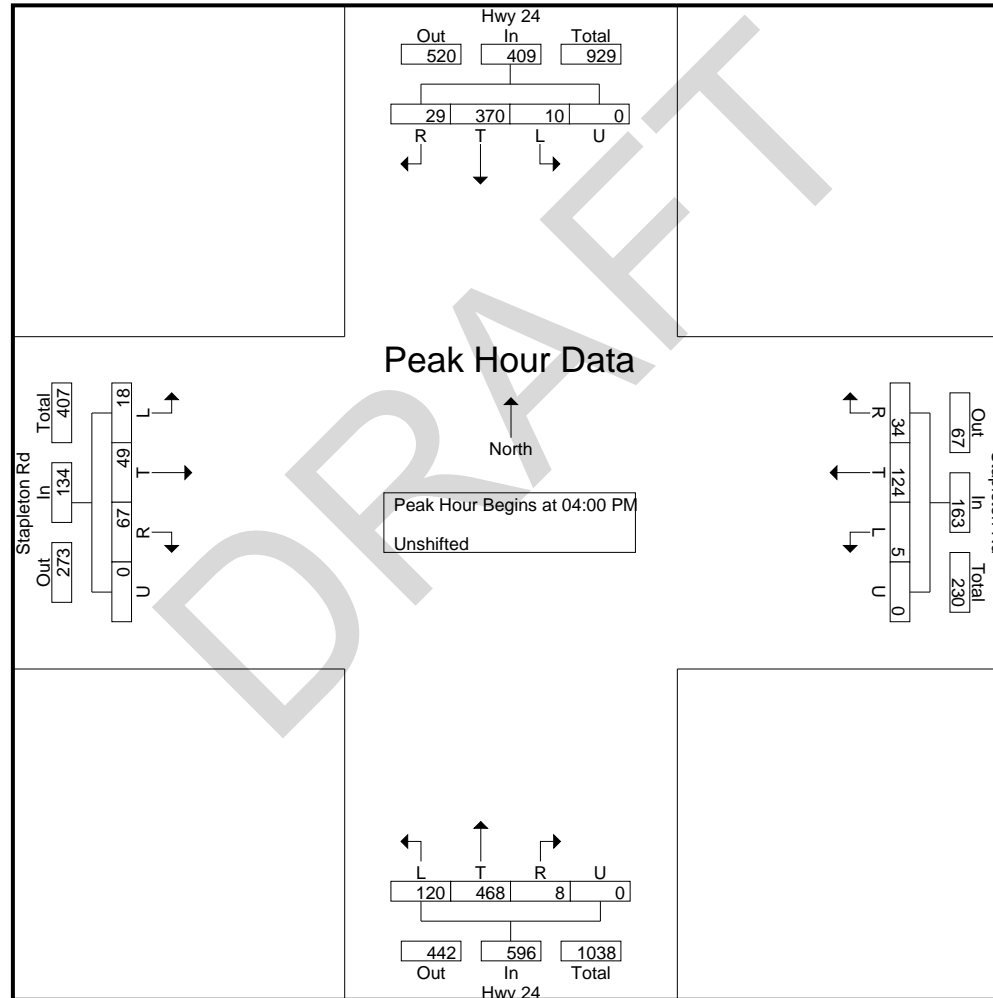 Hwy 24
Out In Total
520 409 929
29 370 10 0
R T L U
Peak Hour Data
North
Peak Hour Begins at 04:00 PM
Unshifted
Stapleton Rd
Total In Out
407 134 273
18 49 67 0
L T R U
R T L U
34 124 5 0
Out In Total
67 163 230
L T R U
120 468 8 0
442 596 1038
Out In Total
Hwy 24
DRAFT